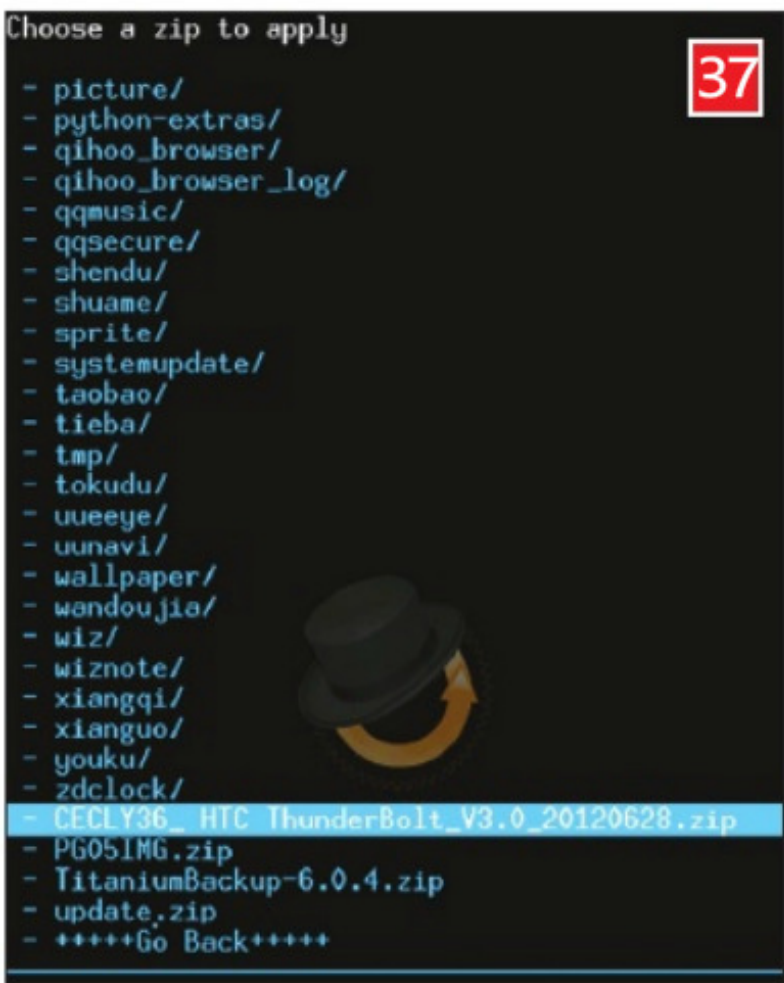 Choose a zip to apply
37
- picture/
- python-extras/
- qihoo_browser/
- qihoo_browser_log/
- qqmusic/
- qqsecure/
- shendu/
- shuame/
- sprite/
- systemupdate/
- taobao/
- tieba/
- tmp/
- tokudu/
- uueeye/
- uunavi/
- wallpaper/
- wandoujia/
- wiz/
- wiznote/
- xiangqi/
- xianguo/
- youku/
- zdclock/
- CECLY36_ HTC ThunderBolt_V3.0_20120628.zip
- PG05IMG.zip
- TitaniumBackup-6.0.4.zip
- update.zip
- +++++Go Back+++++